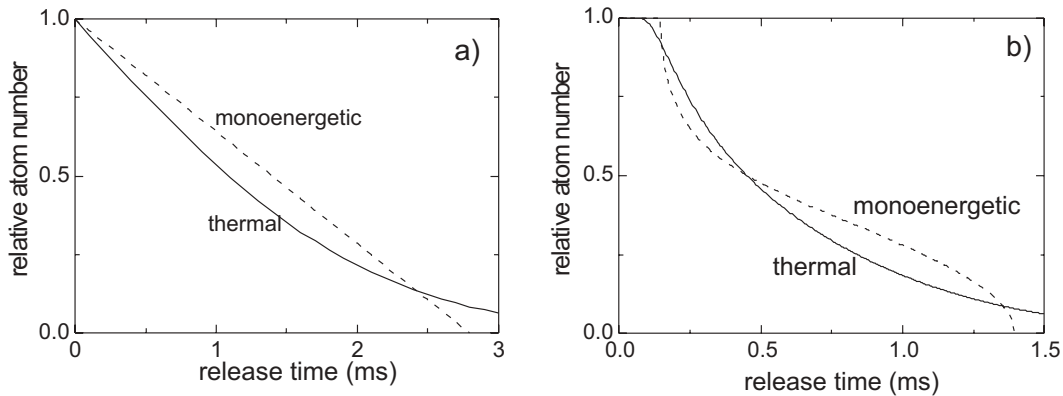 a)
relative atom number
1.0
0.5
0.0
monoenergetic
thermal
0 1 2 3
release time (ms)
b)
relative atom number
1.0
0.5
0.0
monoenergetic
thermal
0.0 0.5 1.0 1.5
release time (ms)